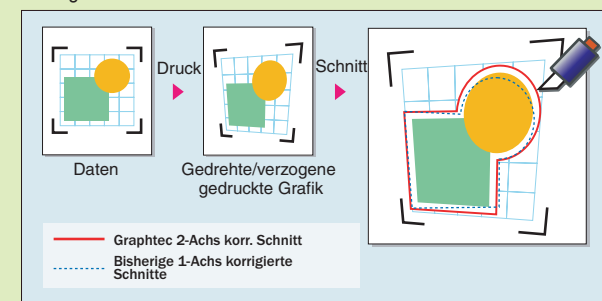 Druck
Schnitt
Daten
Gedrehte/verzogene
gedruckte Grafik
Graphtec 2-Achs korr. Schnitt
Bisherige 1-Achs korrigierte
Schnitte